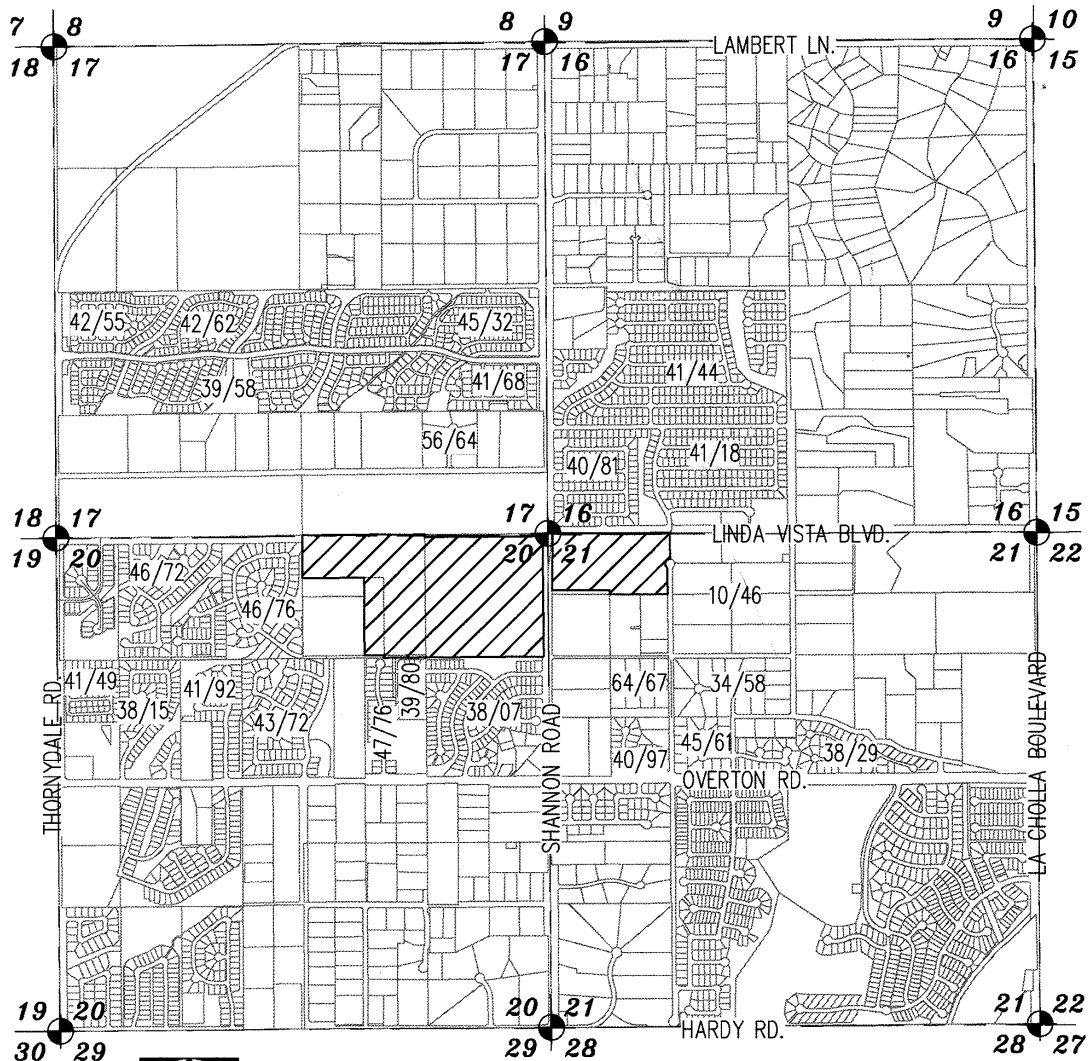 7 8 8 9 9 10
LAMBERT LN.
18 17 17 16 16 15
42/55 42/62 45/32
41/44
39/58 41/68
56/64 40/81 41/18
18 17 17 16 16 15
LINDA VISTA BLVD.
19 20 20 21 21 22
46/72
10/46
46/76
41/49 41/92 39/80 64/67 34/58
38/15 43/72 47/76 38/07 45/61 38/29
40/97
OVERTON RD.
THORNYDALE RD.
SHANNON ROAD
LA CHOLLA BOULEVARD
19 20 20 21 21 22
HARDY RD.
30 29 29 28 28 27